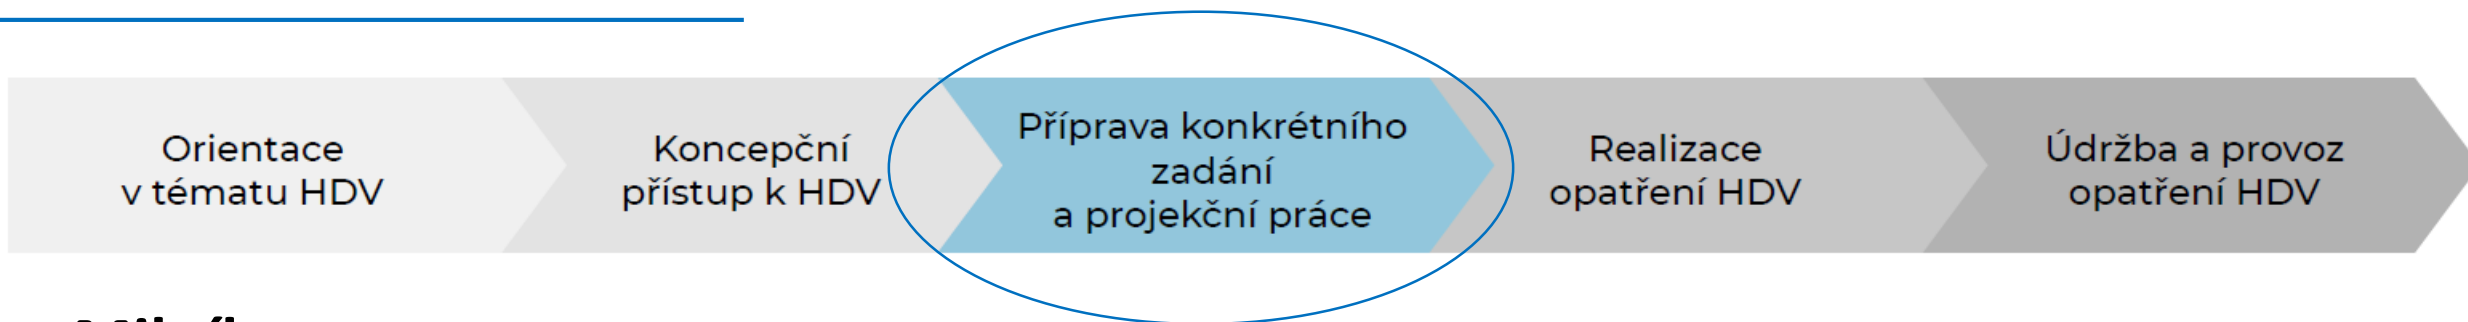 Orientace
v tématu HDV
Koncepční
přístup k HDV
Příprava konkrétního
zadání
a projekční práce
Realizace
opatření HDV
Údržba a provoz
opatření HDV